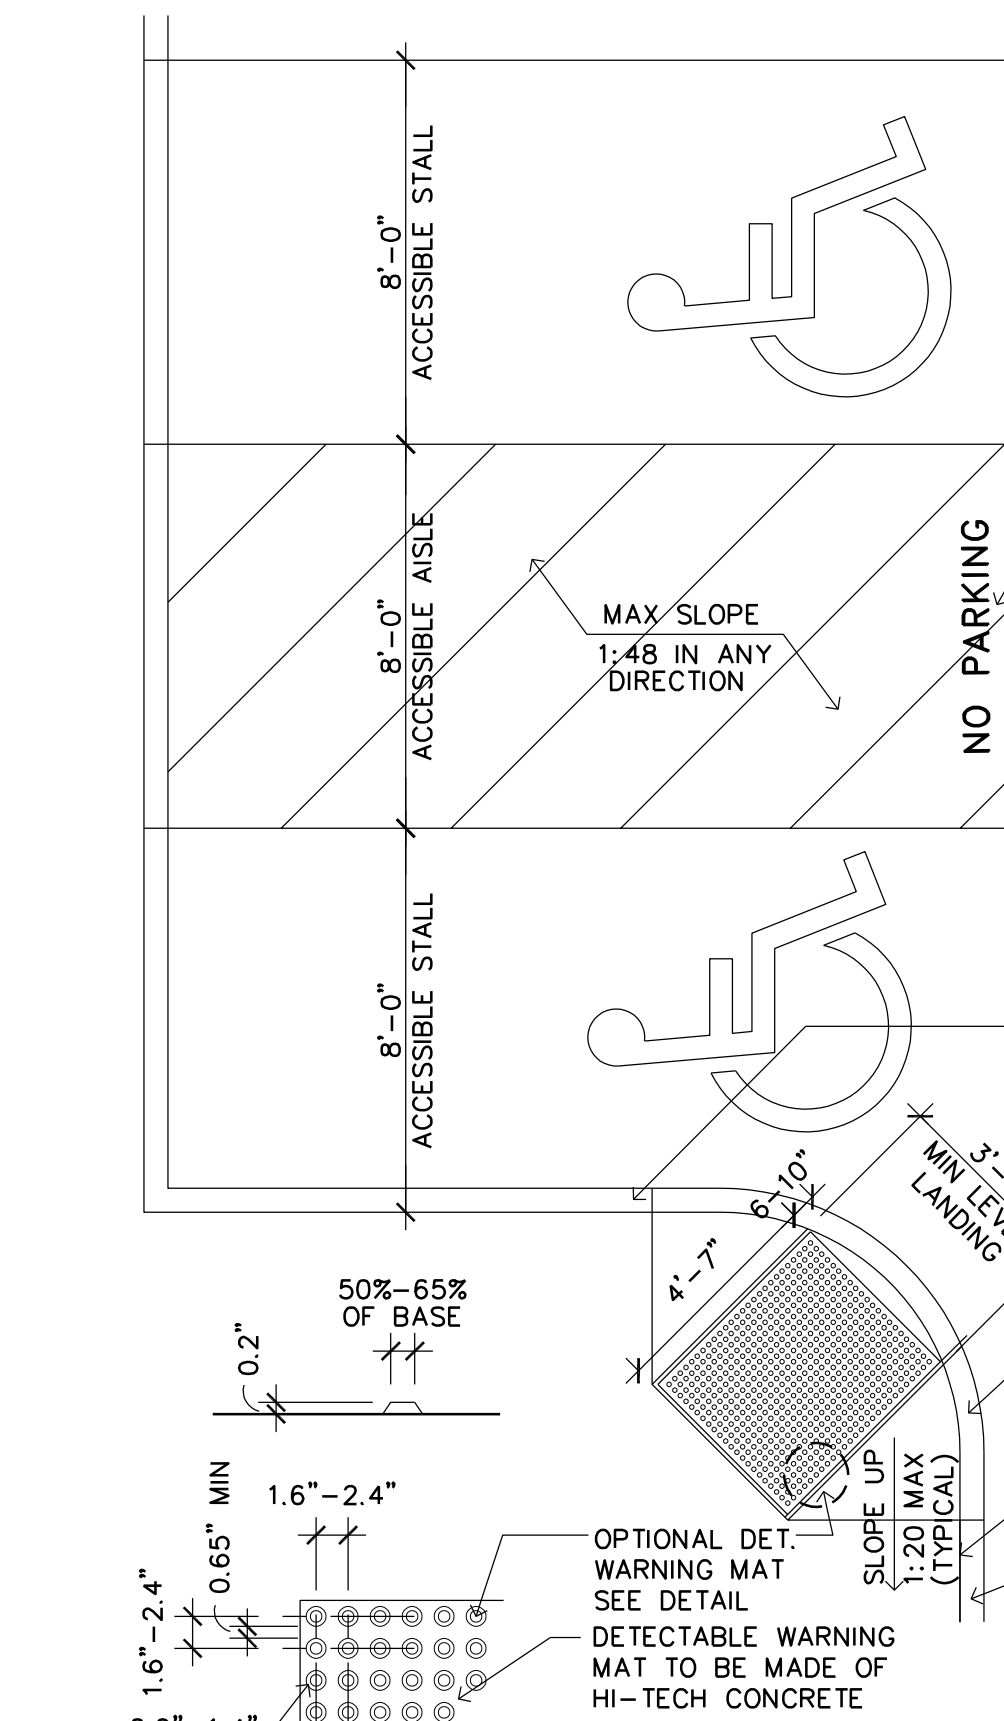 8'-0"
ACCESSIBLE STALL
8'-0"
ACCESSIBLE AISLE
MAX SLOPE
1:48 IN ANY
DIRECTION
NO PARKING
8'-0"
ACCESSIBLE STALL
6-10"
4'-7"
3'-
MIN LEV
LANDING
50%-65%
OF BASE
0.2"
SLOPE UP
1:20 MAX
(TYPICAL)
1.6"-2.4"
0.65" MIN
1.6"-2.4"
OPTIONAL DET.
WARNING MAT
SEE DETAIL
DETECTABLE WARNING
MAT TO BE MADE OF
HI-TECH CONCRETE